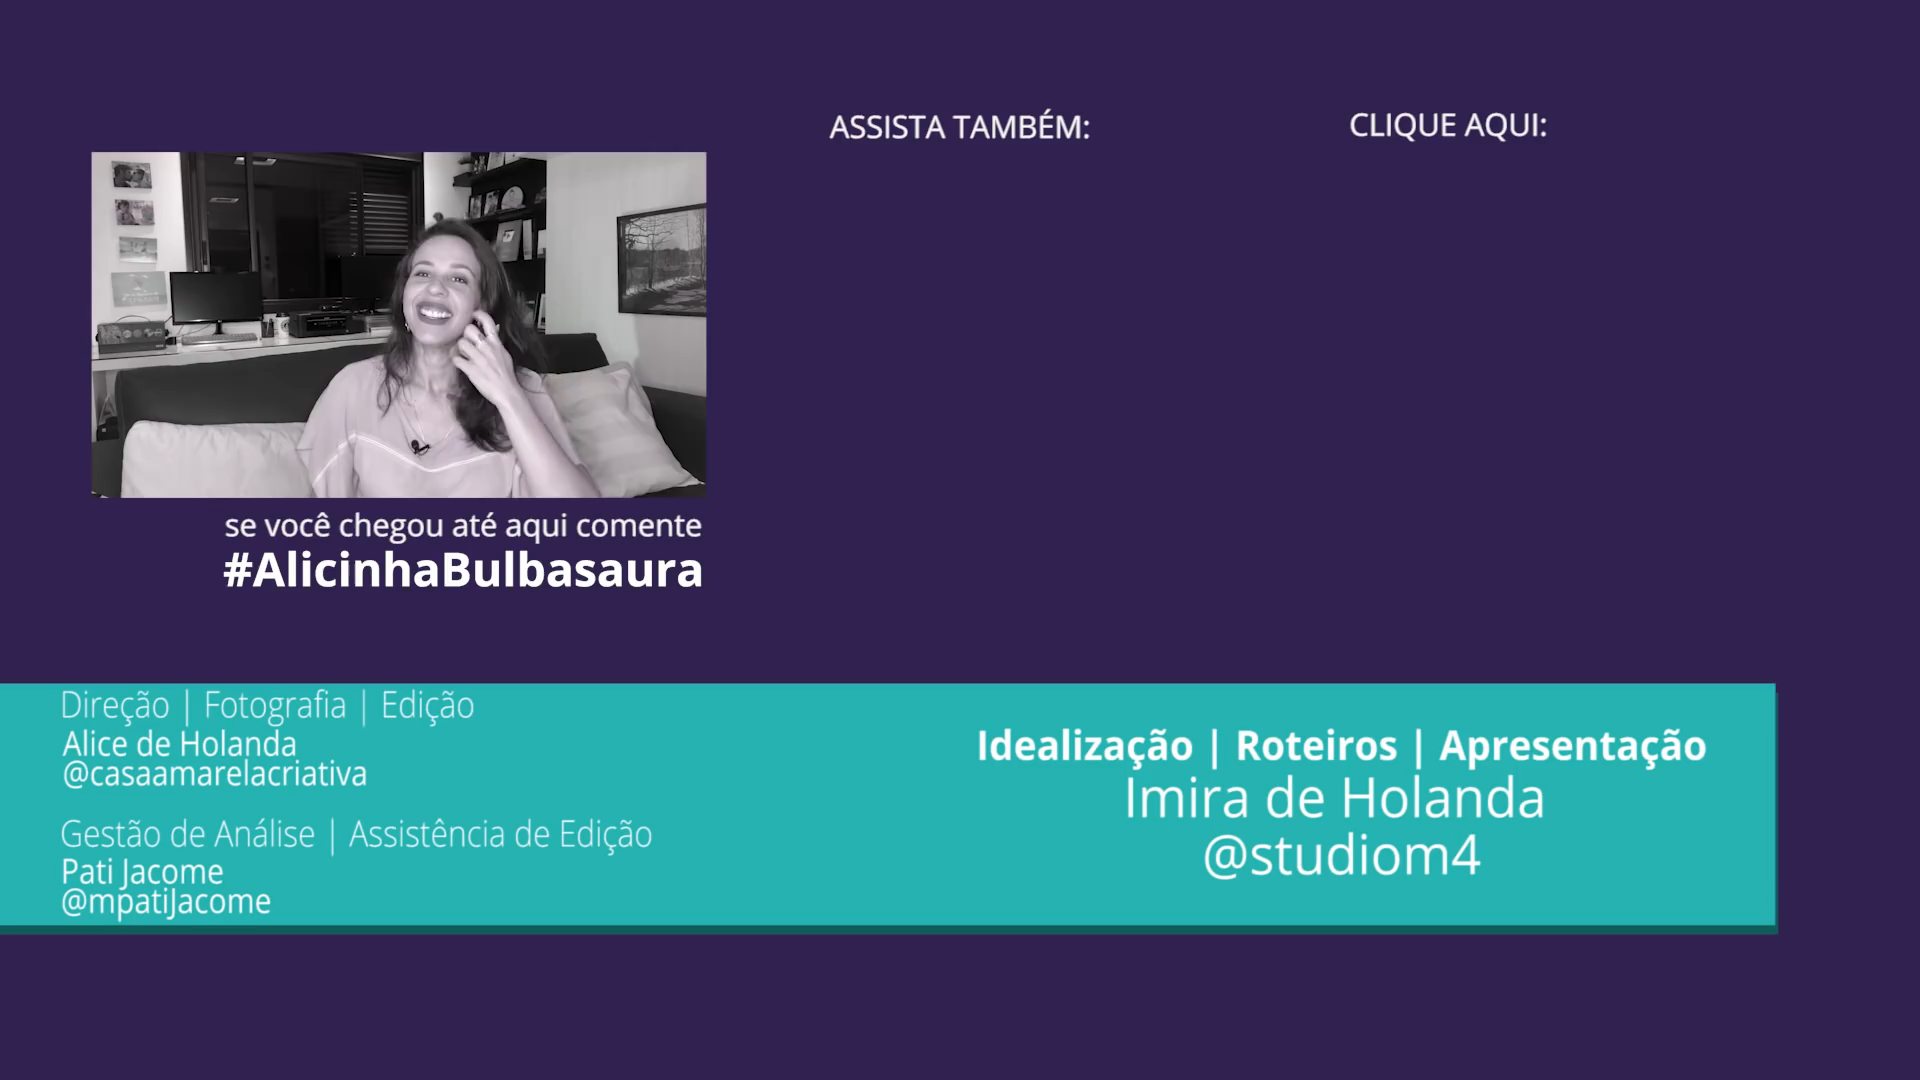 ASSISTA TAMBÉM:
CLIQUE AQUI:
se você chegou até aqui comente
#AlicinhaBulbasaura
Direção | Fotografia | Edição
Alice de Holanda
@casaamarelacriativa
Gestão de Análise | Assistência de Edição
Pati Jacome
@mpatiJacome
Idealização | Roteiros | Apresentação
Imira de Holanda
@studiom4